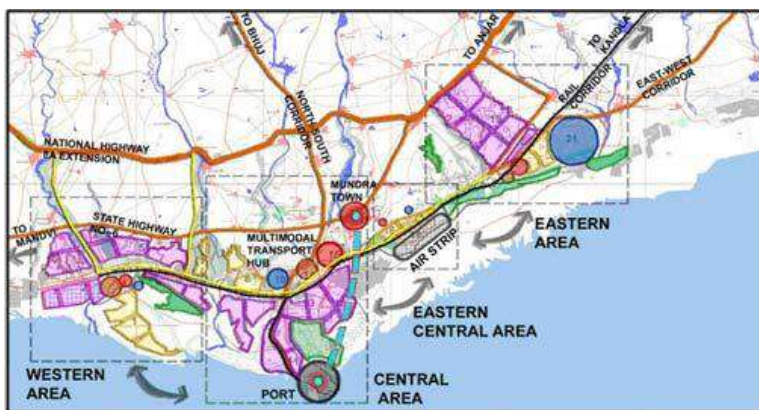 TO BHUJ
TO ANJAR
TO
KANDLA
NORTH-SOUTH
CORRIDOR
RAIL
CORRIDOR
EAST-WEST
CORRIDOR
NATIONAL HIGHWAY
8A EXTENSION
MUNDRA
TOWN
TO
MANDVI
STATE HIGHWAY
NO. 6
MULTIMODAL
TRANSPORT
HUB
AIR STRIP
EASTERN
AREA
EASTERN
CENTRAL AREA
WESTERN
AREA
PORT
CENTRAL
AREA